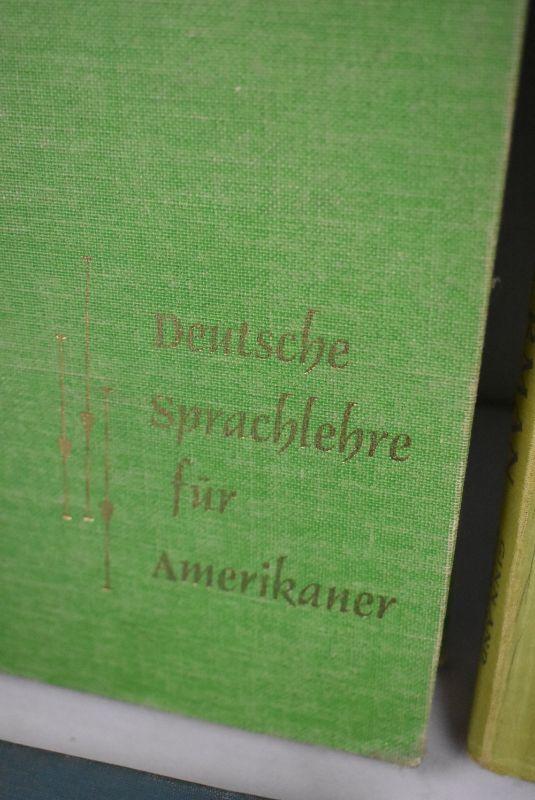 Deutsche
Sprachlehre
für
Amerikaner